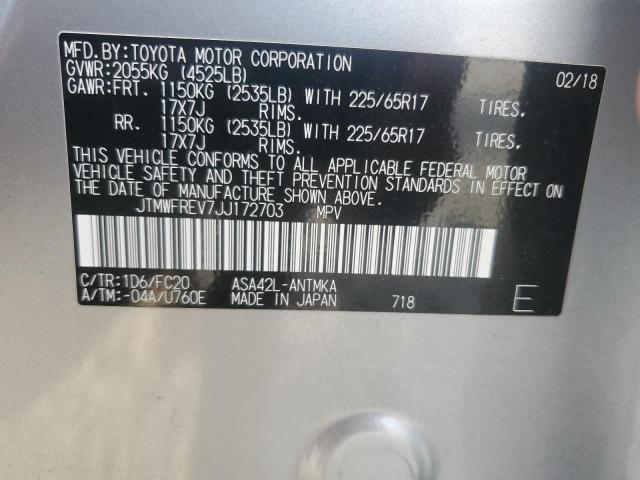 MFD.BY:TOYOTA MOTOR CORPORATION 02/18
GVWR:2055KG (4525LB)
GAWR:FRT. 1150KG (2535LB) WITH 225/65R17 TIRES,
17X7J RIMS.
RR. 1150KG (2535LB) WITH 225/65R17 TIRES,
17X7J RIMS.
THIS VEHICLE CONFORMS TO ALL APPLICABLE FEDERAL MOTOR
VEHICLE SAFETY AND THEFT PREVENTION STANDARDS IN EFFECT ON
THE DATE OF MANUFACTURE SHOWN ABOVE.
JTMWFREV7JJ172703 MPV
C/TR:1D6/FC20 ASA42L-ANTMKA
A/TM:-04A/U760E MADE IN JAPAN 718 E